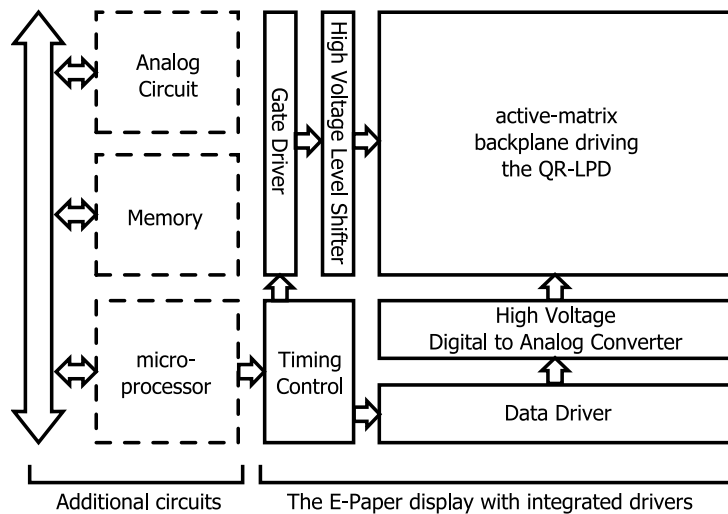 Analog
Circuit
Memory
micro-
processor
Gate Driver
High Voltage Level Shifter
active-matrix
backplane driving
the QR-LPD
Timing
Control
High Voltage
Digital to Analog Converter
Data Driver
Additional circuits
The E-Paper display with integrated drivers